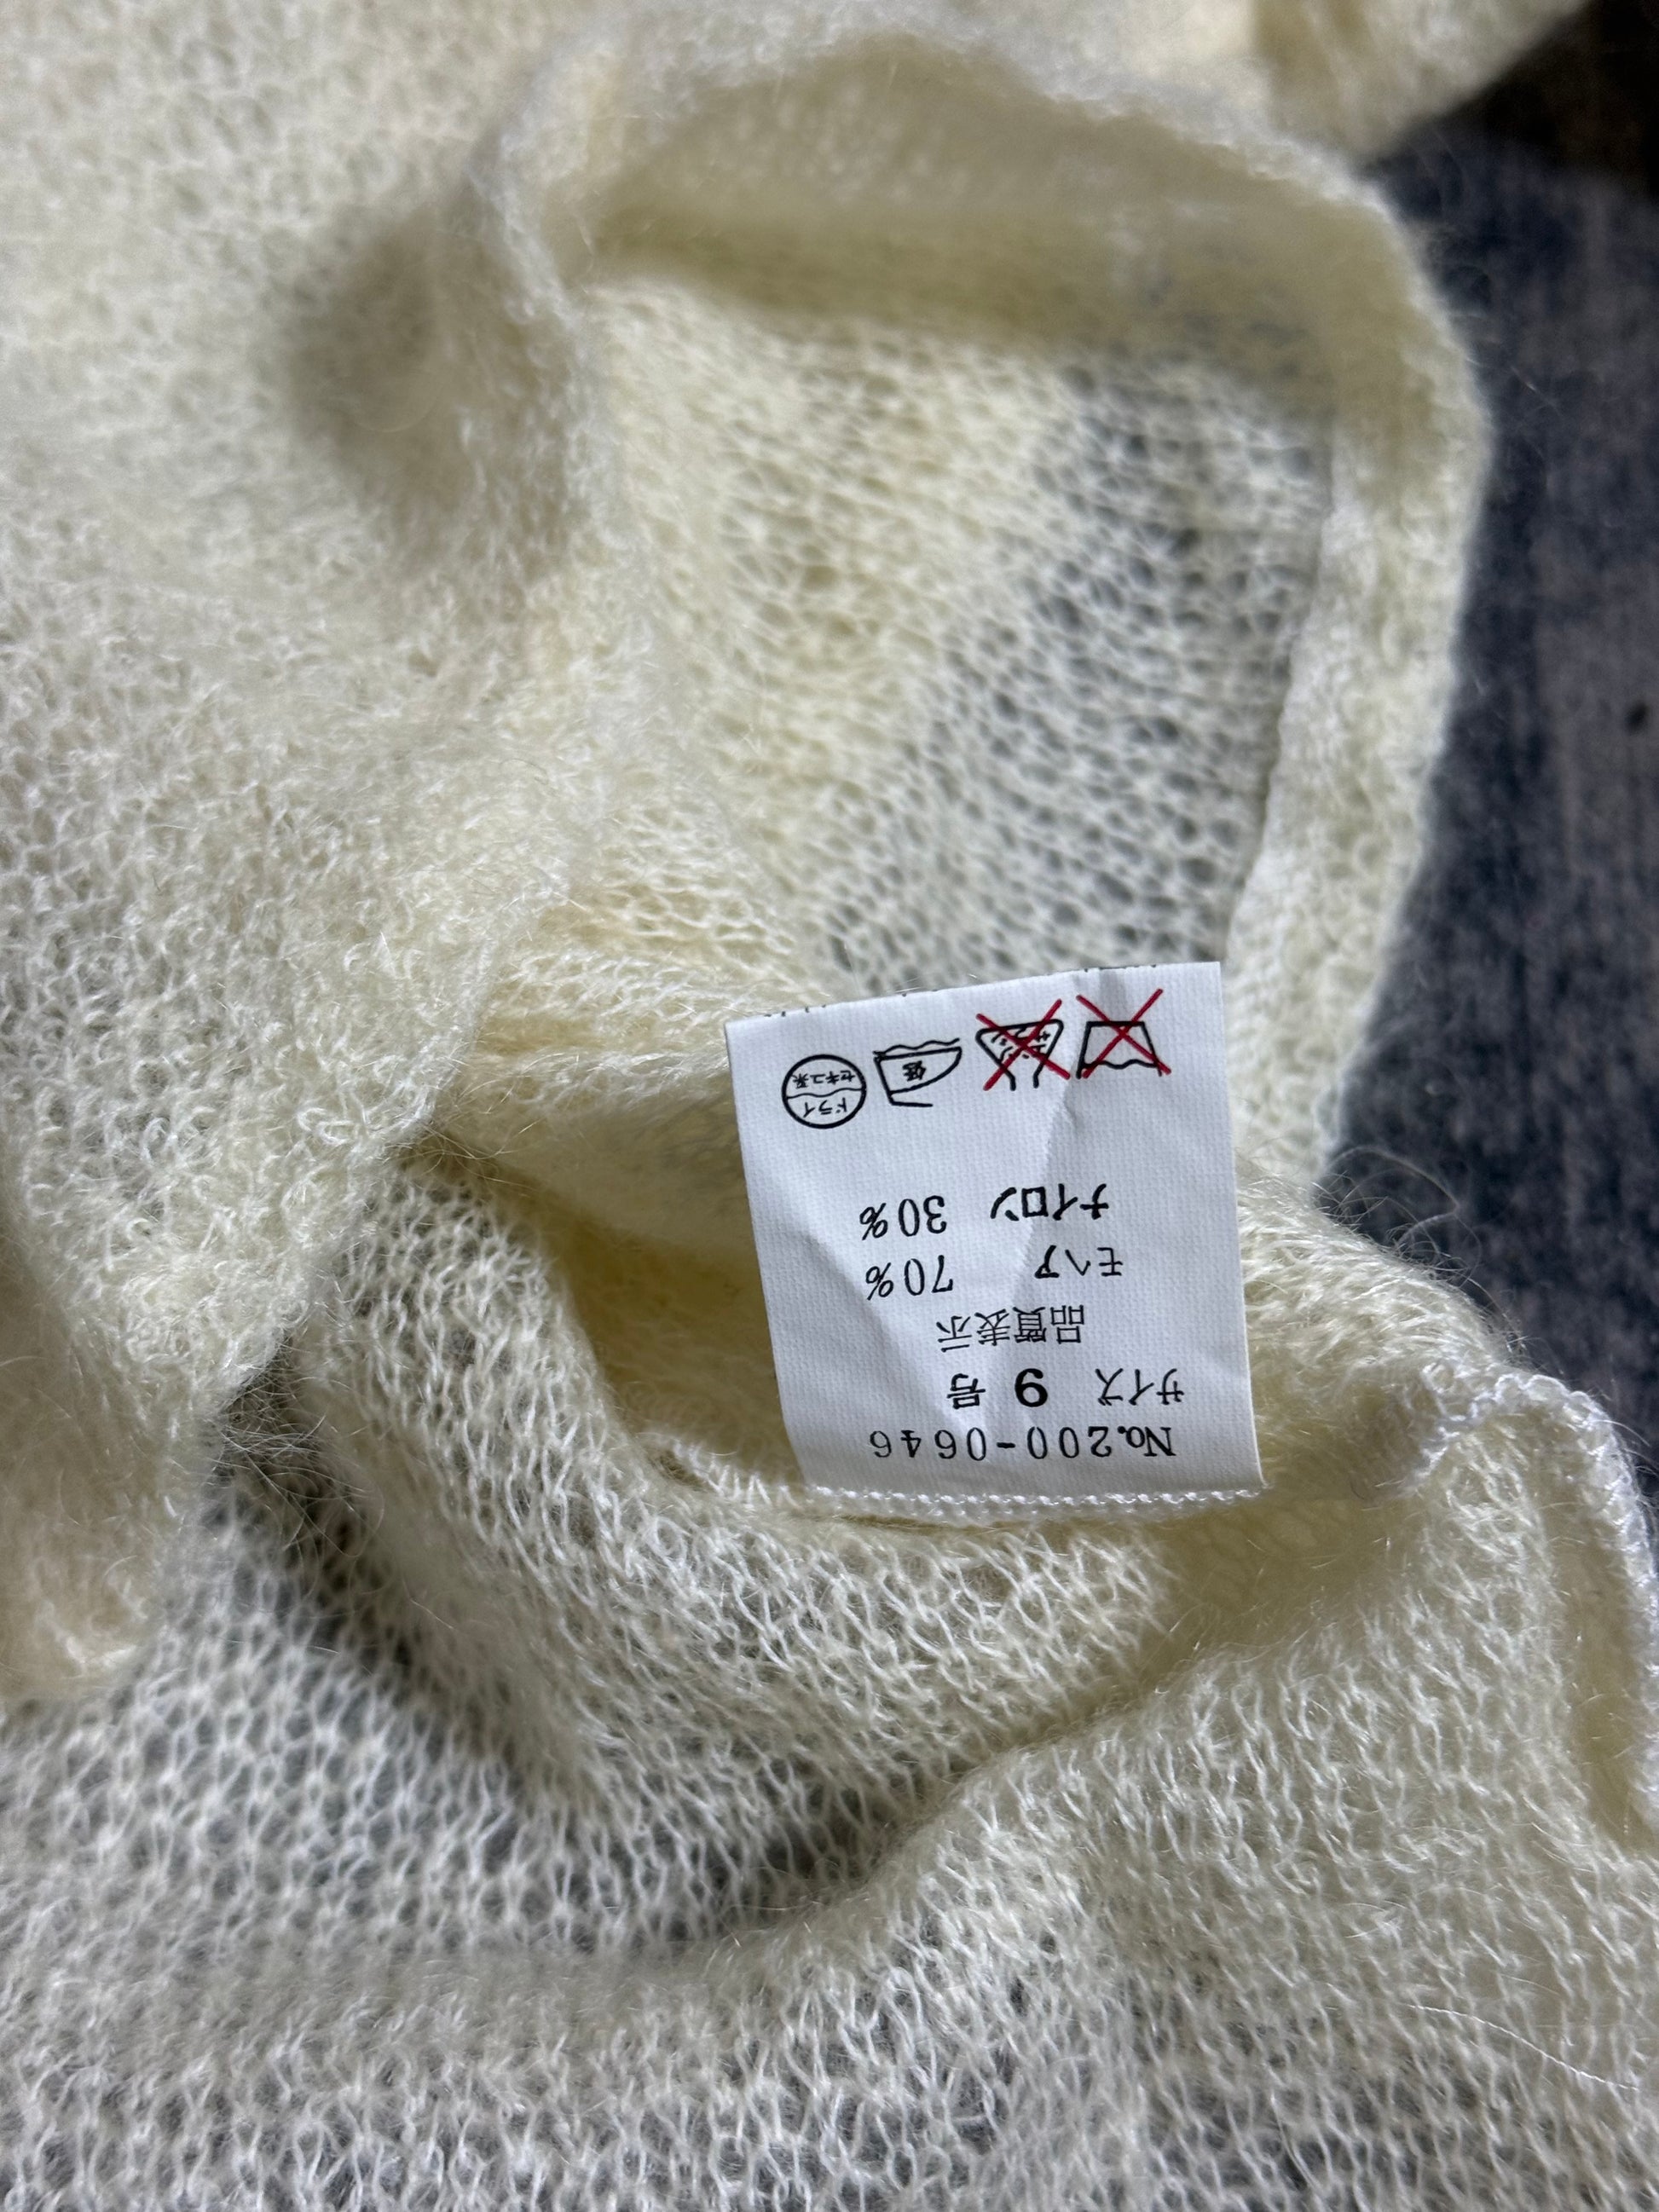 No.200-0646
サイズ 9 号
品質表示
モヘア 70%
ナイロン 30%
低
ドライ
セキユ系